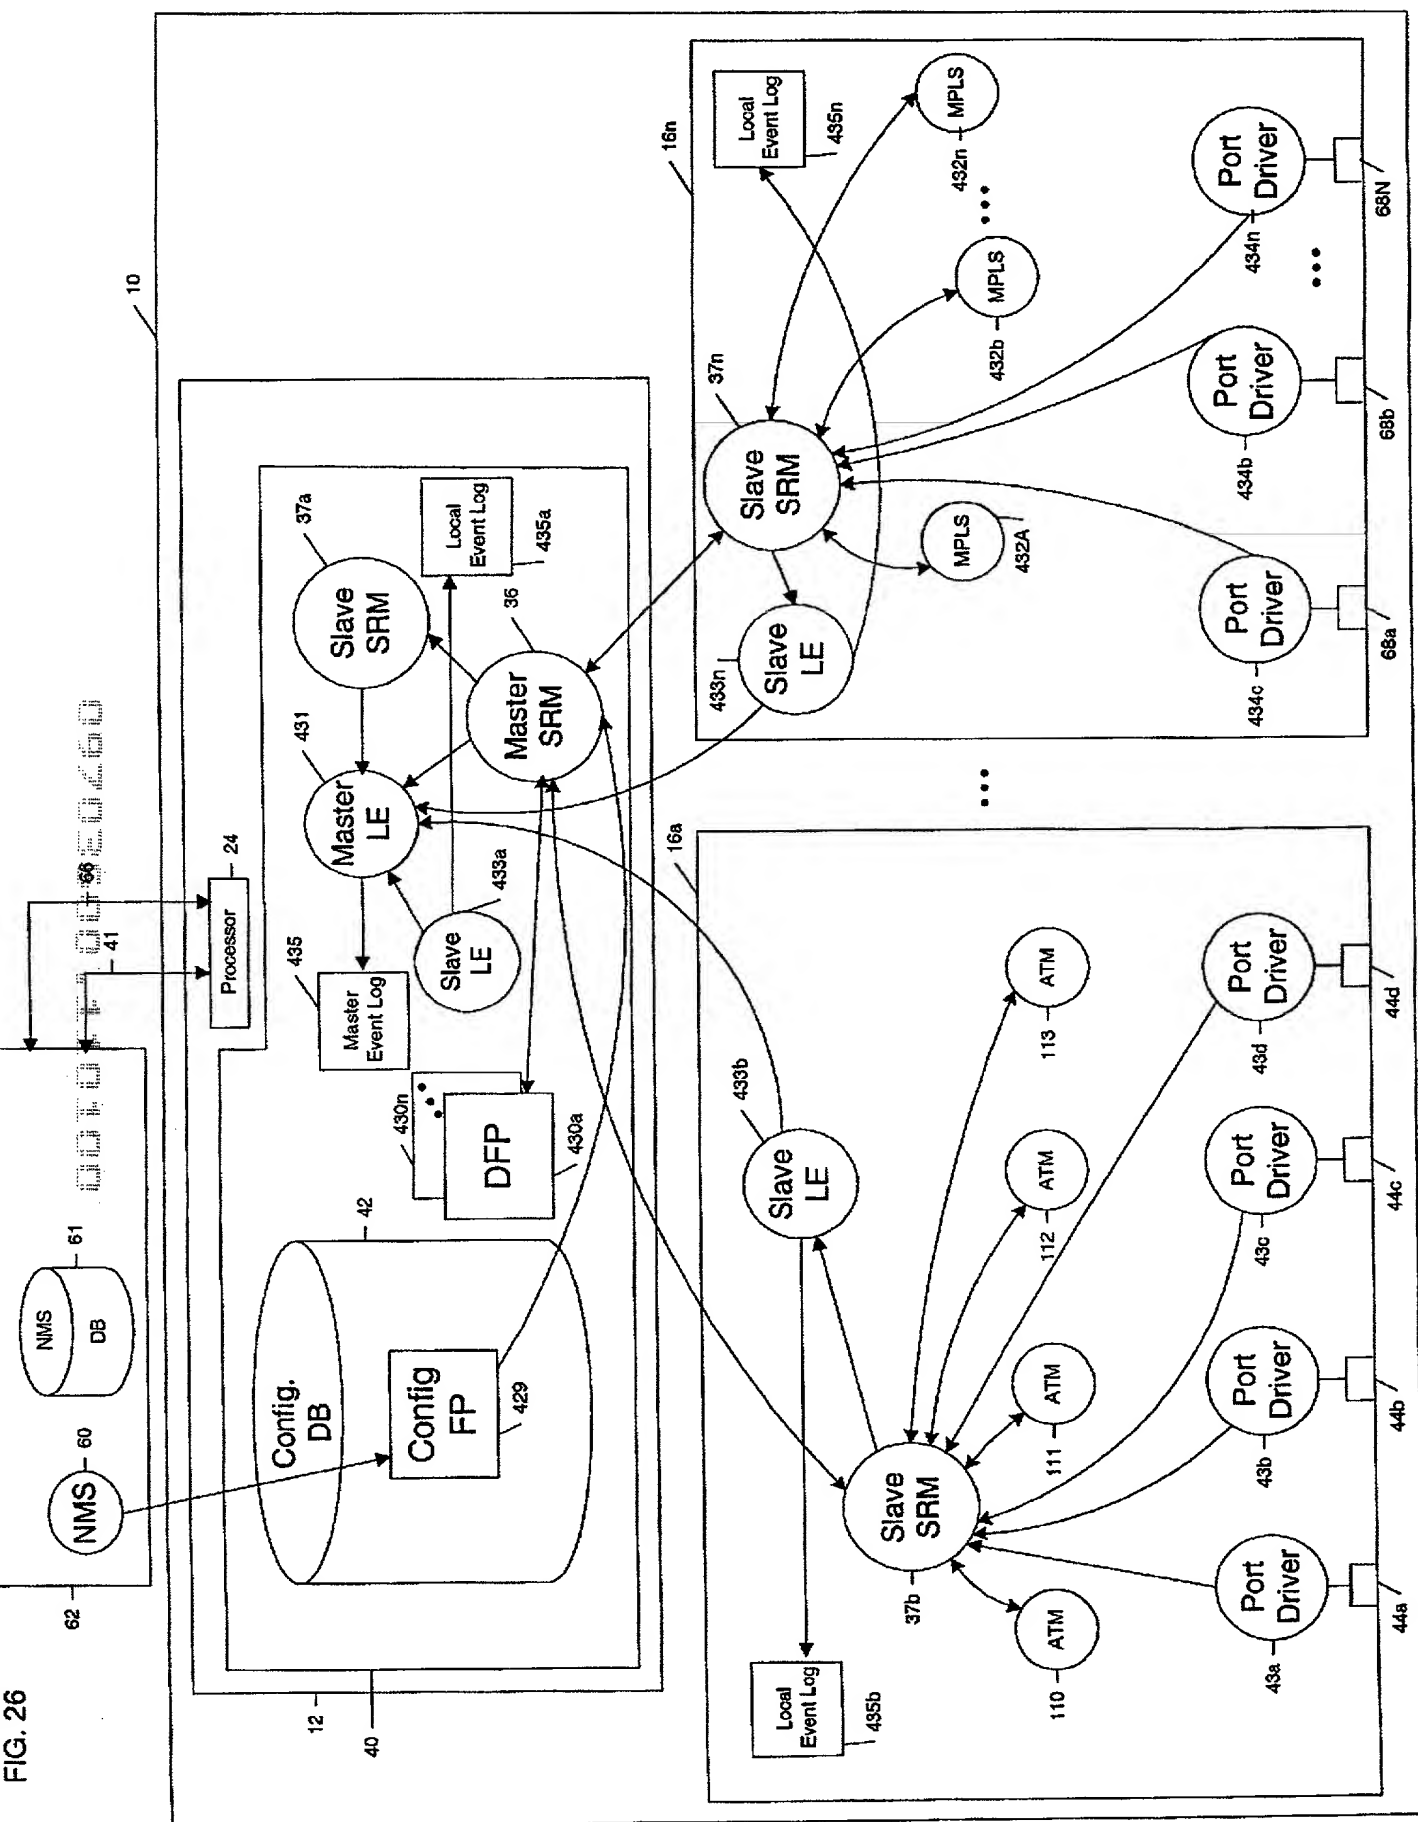 FIG. 26
62
NMS
60
NMS
DB
61
41
66
10
12
40
Processor
24
Config.
DB
42
Config
FP
429
DFP
430a
430n
Master
Event Log
435
Slave
LE
433a
Master
LE
431
Slave
SRM
37a
Master
SRM
36
Local
Event Log
435a
16a
Local
Event Log
435b
Slave
LE
433b
Slave
SRM
37b
ATM
110
ATM
111
ATM
112
ATM
113
Port
Driver
43a
44a
Port
Driver
43b
44b
Port
Driver
43c
44c
Port
Driver
43d
44d
16n
Local
Event Log
435n
Slave
LE
433n
Slave
SRM
37n
MPLS
432A
MPLS
432b
MPLS
432n
Port
Driver
434c
68a
Port
Driver
434b
68b
Port
Driver
434n
68N